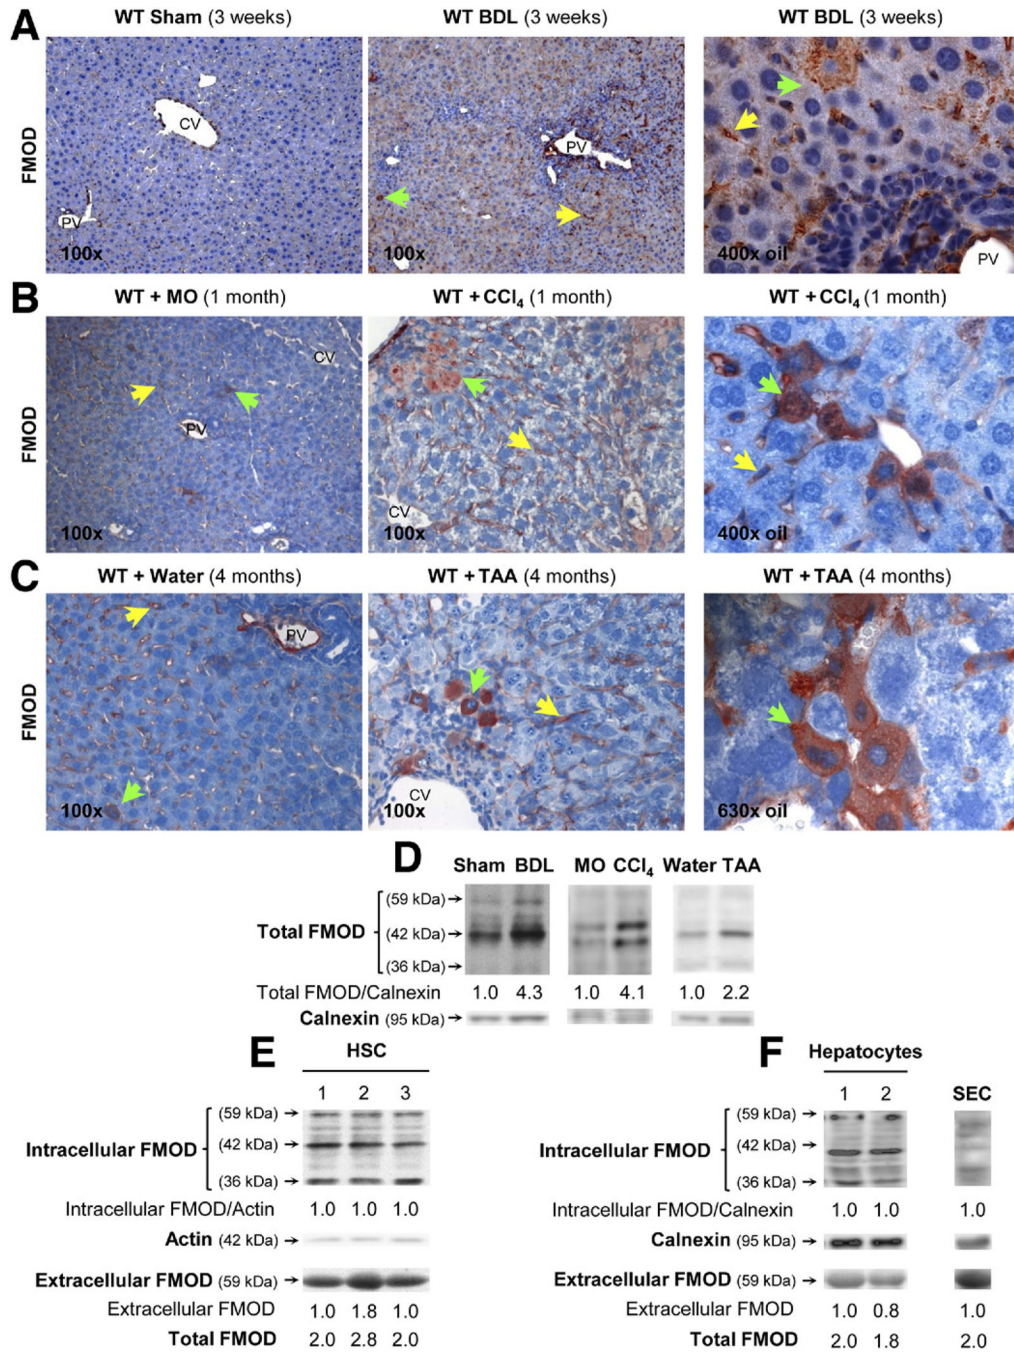 A
WT Sham (3 weeks)
WT BDL (3 weeks)
WT BDL (3 weeks)
FMOD
CV
PV
100x
PV
100x
PV
400x oil
B
WT + MO (1 month)
WT + CCl₄ (1 month)
WT + CCl₄ (1 month)
FMOD
CV
PV
100x
CV
100x
400x oil
C
WT + Water (4 months)
WT + TAA (4 months)
WT + TAA (4 months)
FMOD
PV
100x
CV
100x
630x oil
D
Sham BDL MO CCl₄ Water TAA
(59 kDa)
Total FMOD (42 kDa)
(36 kDa)
Total FMOD/Calnexin 1.0 4.3 1.0 4.1 1.0 2.2
Calnexin (95 kDa)
E
HSC
1 2 3
(59 kDa)
Intracellular FMOD (42 kDa)
(36 kDa)
Intracellular FMOD/Actin 1.0 1.0 1.0
Actin (42 kDa)
Extracellular FMOD (59 kDa)
Extracellular FMOD 1.0 1.8 1.0
Total FMOD 2.0 2.8 2.0
F
Hepatocytes
1 2 SEC
(59 kDa)
Intracellular FMOD (42 kDa)
(36 kDa)
Intracellular FMOD/Calnexin 1.0 1.0 1.0
Calnexin (95 kDa)
Extracellular FMOD (59 kDa)
Extracellular FMOD 1.0 0.8 1.0
Total FMOD 2.0 1.8 2.0